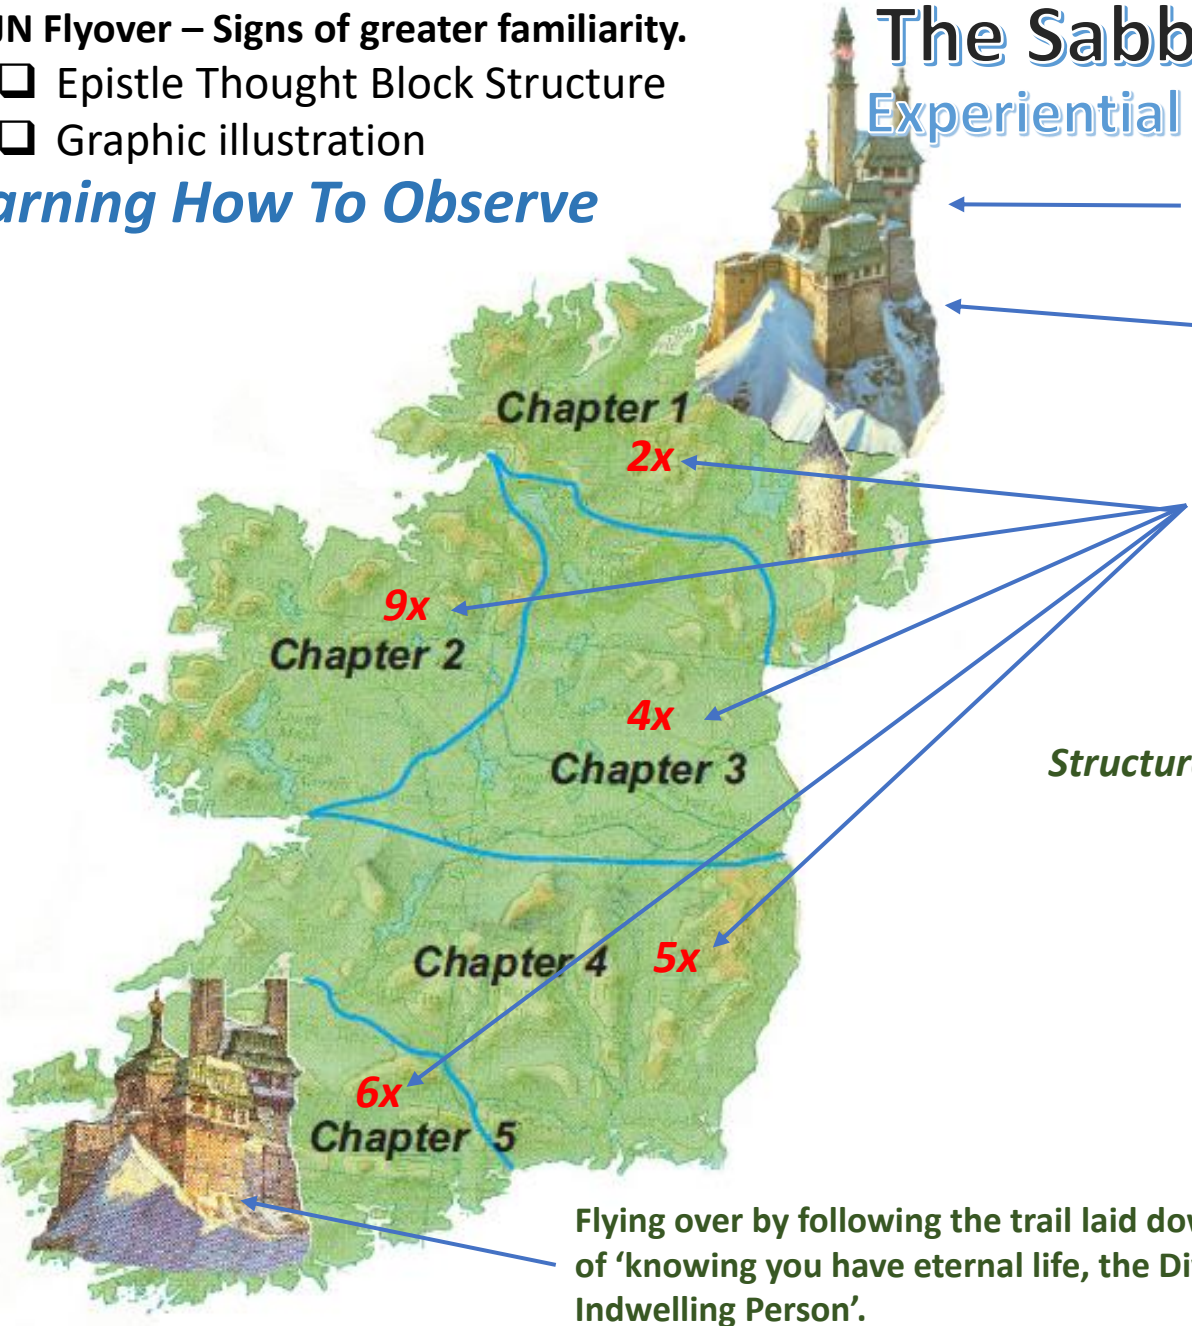 JN Flyover – Signs of greater familiarity.
❑ Epistle Thought Block Structure
❑ Graphic illustration
arning How To Observe
The Sabb
Experiential
Chapter 1
2x
9x
Chapter 2
4x
Chapter 3
Structur
Chapter 4
5x
6x
Chapter 5
Flying over by following the trail laid dow
of ‘knowing you have eternal life, the Di
Indwelling Person’.